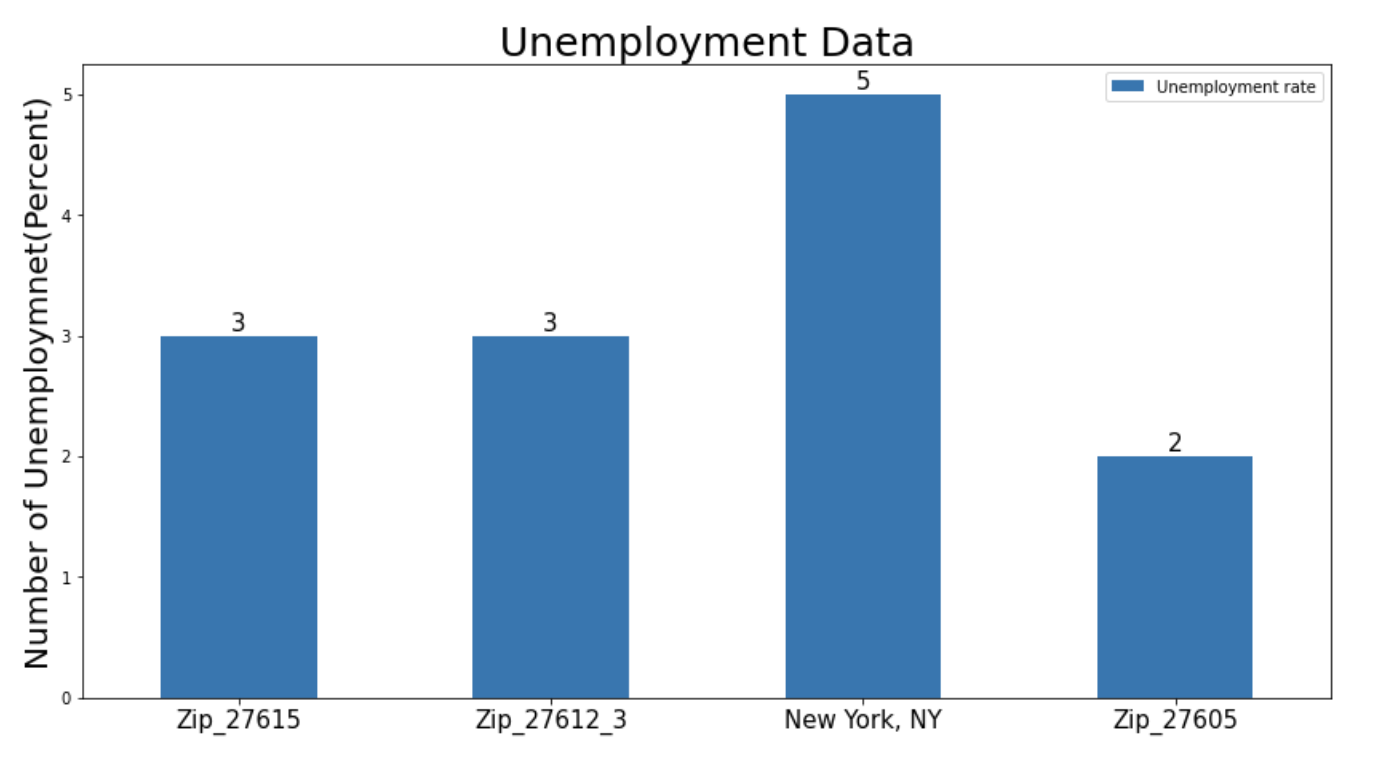 Unemployment Data
Number of Unemploymnet(Percent)
Unemployment rate
5
4
3
2
1
0
3
3
5
2
Zip_27615
Zip_27612_3
New York, NY
Zip_27605